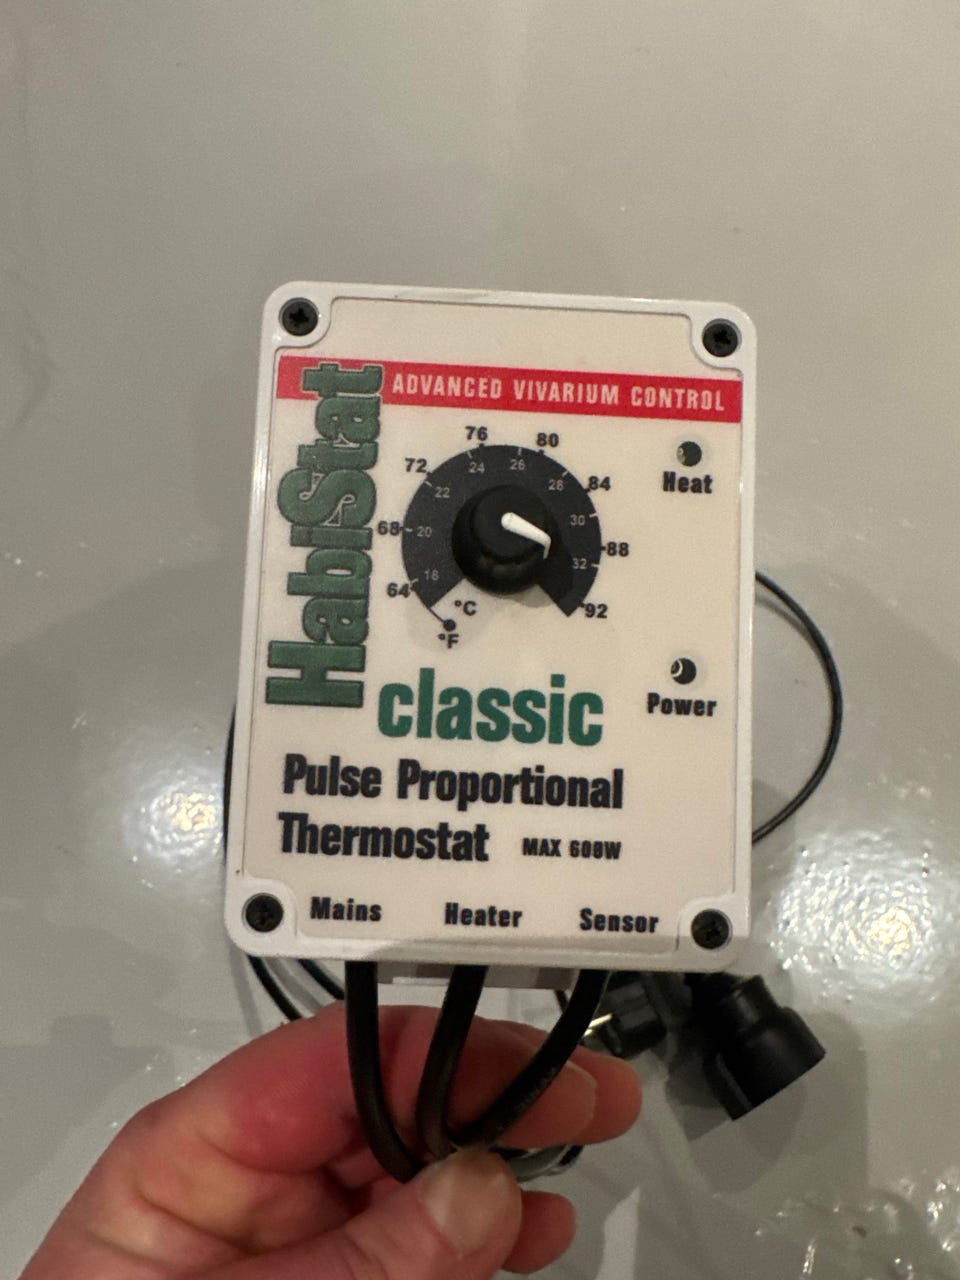 HabiStat
ADVANCED VIVARIUM CONTROL
64 68 72 76 80 84 88 92
18 20 22 24 26 28 30 32
°C
°F
Heat
Power
classic
Pulse Proportional
Thermostat MAX 600W
Mains Heater Sensor